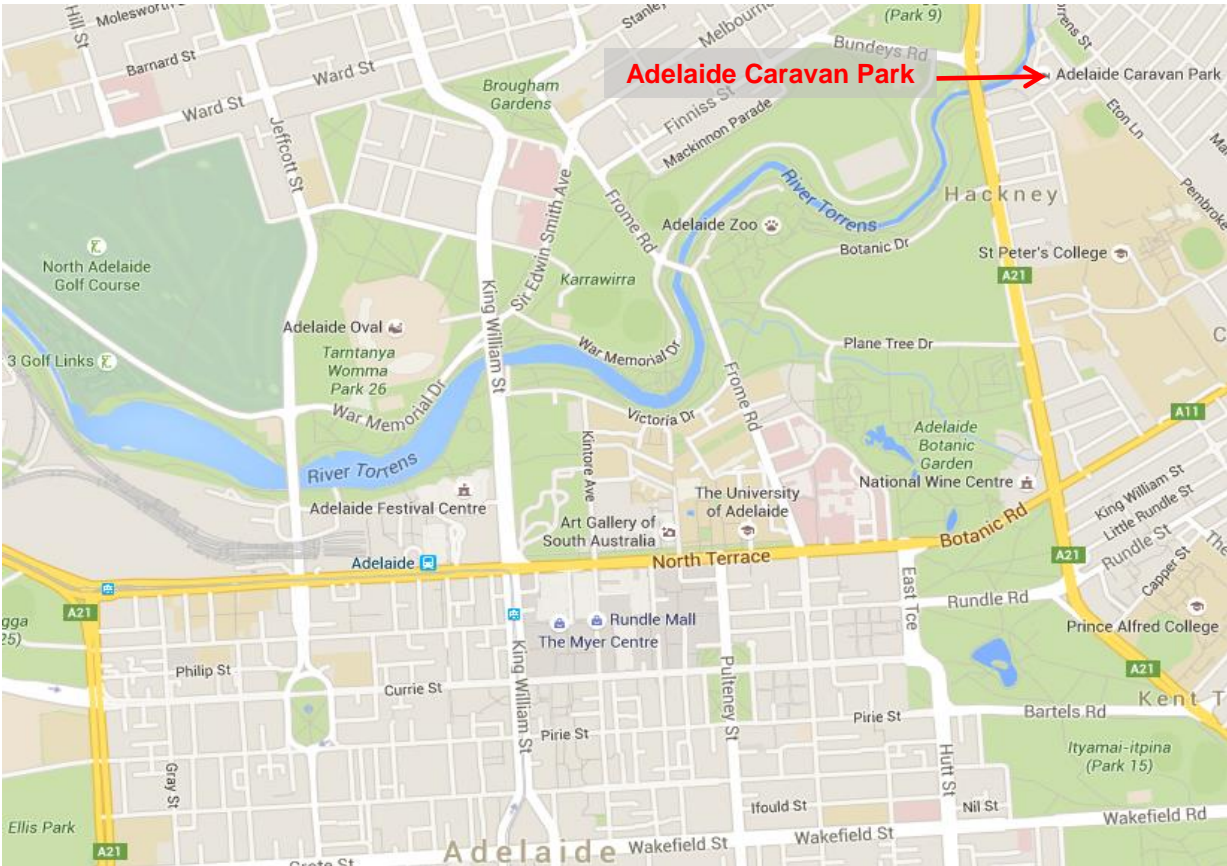 Molesworth S
Hill St
Barnard St
Ward St
Ward St
Jeffcott St
Stanley
Melbourn
(Park 9)
Bundeys Rd
Adelaide Caravan Park
Adelaide Caravan Park
orrens St
Brougham
Gardens
Finniss St
Mackinnon Parade
Eton Ln
Ma
Pembroke
Hackney
River Torrens
Adelaide Zoo
Botanic Dr
St Peter's College
A21
Frome Rd
Sir Edwin Smith Ave
Karrawirra
North Adelaide
Golf Course
King William St
Adelaide Oval
3 Golf Links
Tarntanya
Womma
Park 26
War Memorial Dr
War Memorial Dr
Plane Tree Dr
C
Victoria Dr
Frome Rd
A11
Kintore Ave
Adelaide
Botanic
Garden
River Torrens
National Wine Centre
King William St
Little Rundle St
Rundle St
The
Adelaide Festival Centre
The University
of Adelaide
Art Gallery of
South Australia
Botanic Rd
Adelaide
North Terrace
A21
Capper St
East Tce
Rundle Rd
A21
gga
25)
Rundle Mall
The Myer Centre
Prince Alfred College
Philip St
Currie St
King William St
Pulteney St
A21
Kent T
Bartels Rd
Pirie St
Pirie St
Hutt St
Ityamai-itpina
(Park 15)
Gray St
Ifould St
Nil St
Wakefield Rd
Ellis Park
A21
Grote St
Adelaide
Wakefield St
Wakefield St